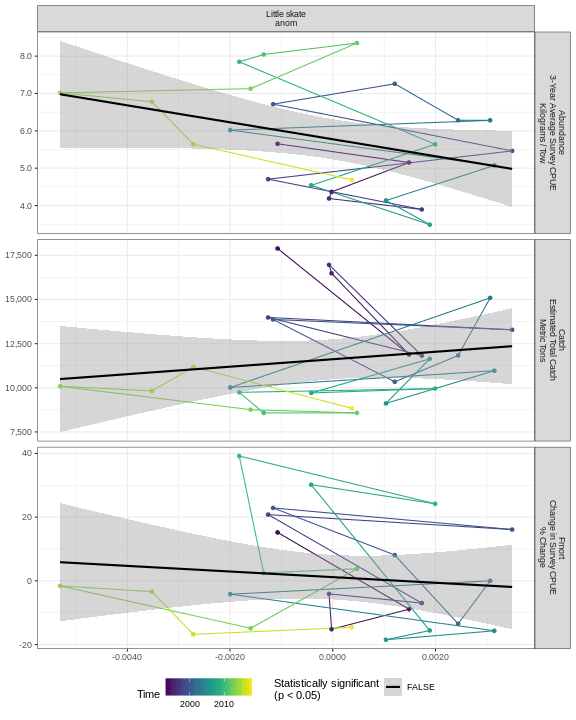 Little skate
anom
8.0
7.0
6.0
5.0
4.0
Abundance
3-Year Average Survey CPUE
Kilograms / Tow
17,500
15,000
12,500
10,000
7,500
Catch
Estimated Total Catch
Metric Tons
40
20
0
-20
Fmort
Change in Survey CPUE
% Change
-0.0040
-0.0020
0.0000
0.0020
Time
2000
2010
Statistically significant
(p < 0.05)
FALSE